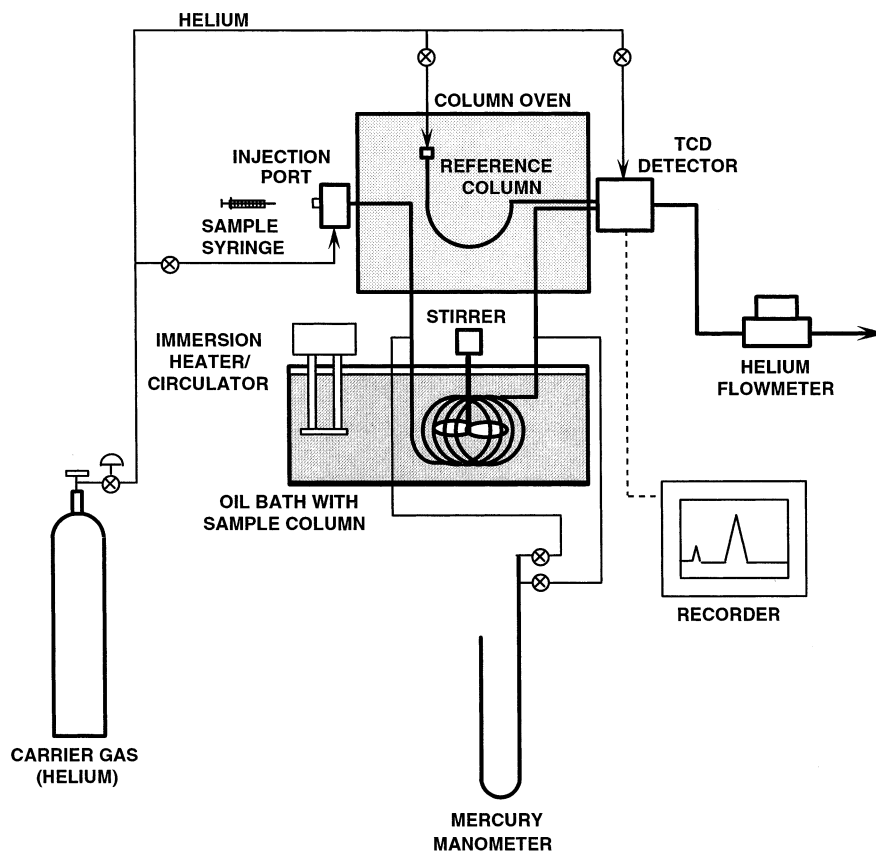 HELIUM
COLUMN OVEN
TCD
DETECTOR
INJECTION
PORT
REFERENCE
COLUMN
SAMPLE
SYRINGE
STIRRER
IMMERSION
HEATER/
CIRCULATOR
HELIUM
FLOWMETER
OIL BATH WITH
SAMPLE COLUMN
RECORDER
CARRIER GAS
(HELIUM)
MERCURY
MANOMETER